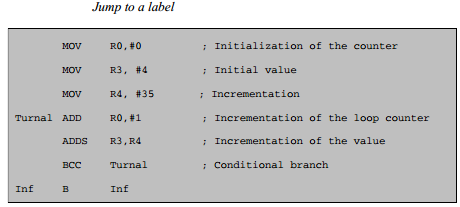 Jump to a label
MOV R0,#0 ; Initialization of the counter
MOV R3, #4 ; Initial value
MOV R4, #35 ; Incrementation
Turnal ADD R0,#1 ; Incrementation of the loop counter
ADDS R3,R4 ; Incrementation of the value
BCC Turnal ; Conditional branch
Inf B Inf